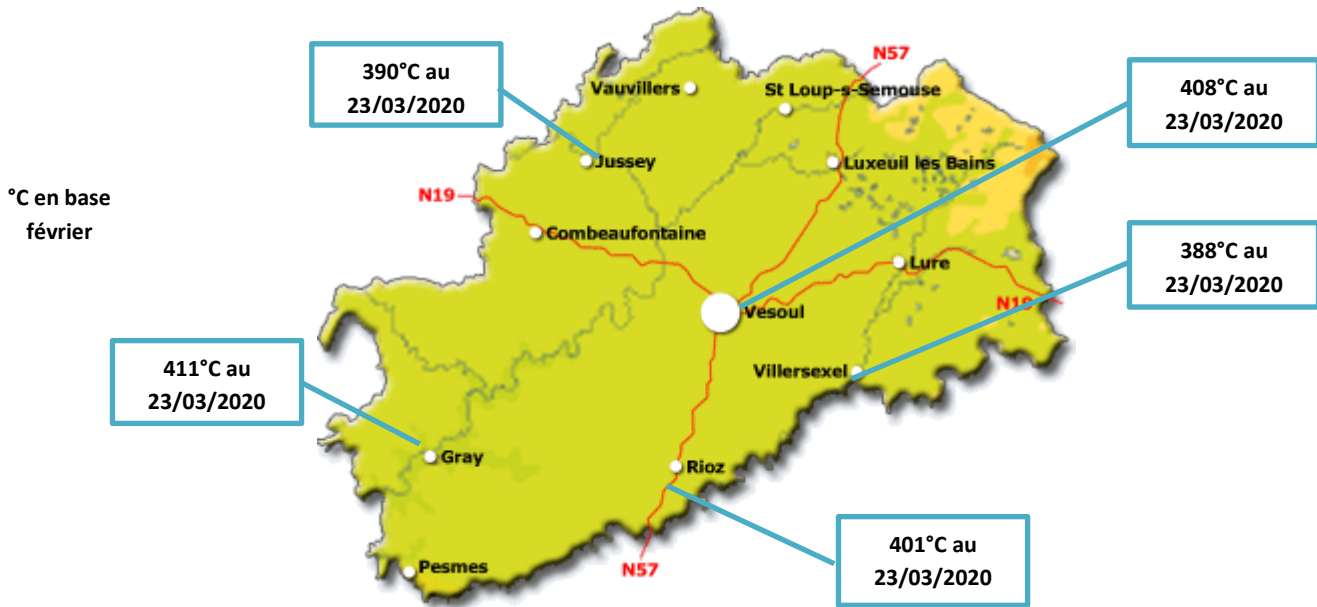 390°C au
23/03/2020
Vauvillers
St Loup-s-Semouse
N57
408°C au
23/03/2020
Jussey
Luxeuil les Bains
°C en base
février
N19
Combeaufontaine
Lure
388°C au
23/03/2020
N19
Vesoul
Villersexel
411°C au
23/03/2020
Gray
Rioz
401°C au
23/03/2020
Pesmes
N57